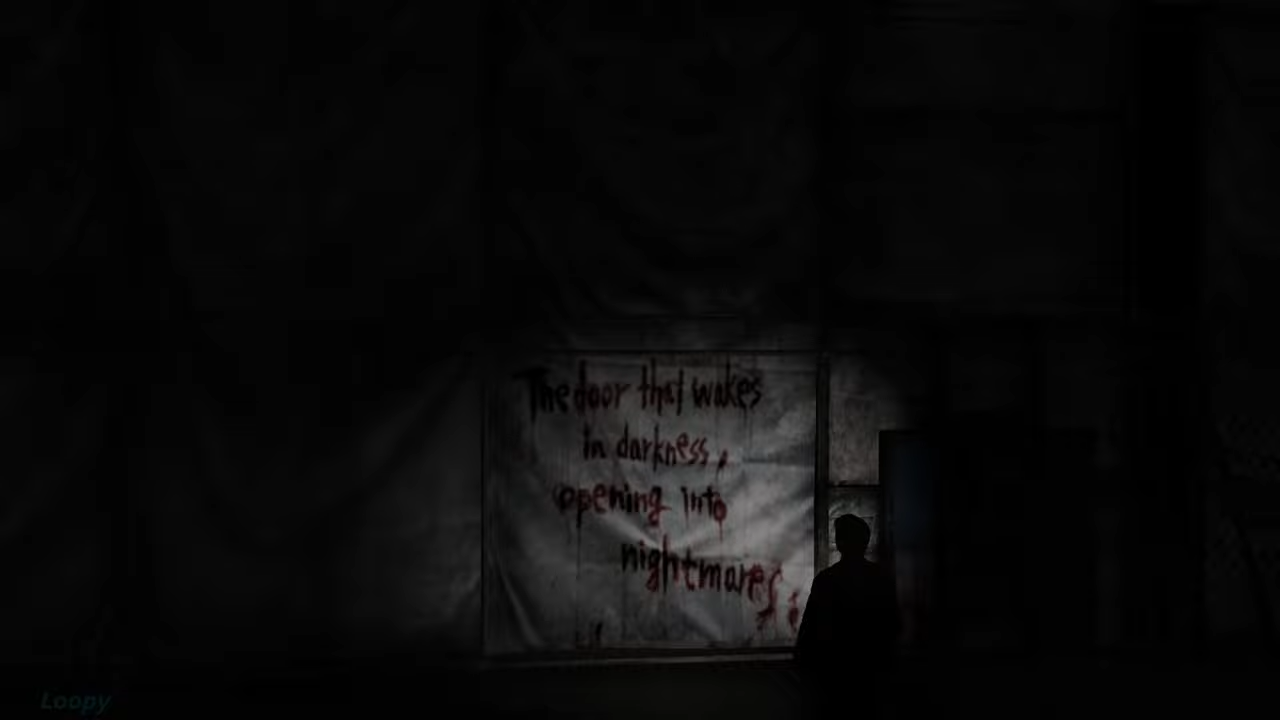 The door that wakes
in darkness,
opening into
nightmares.
Loopy